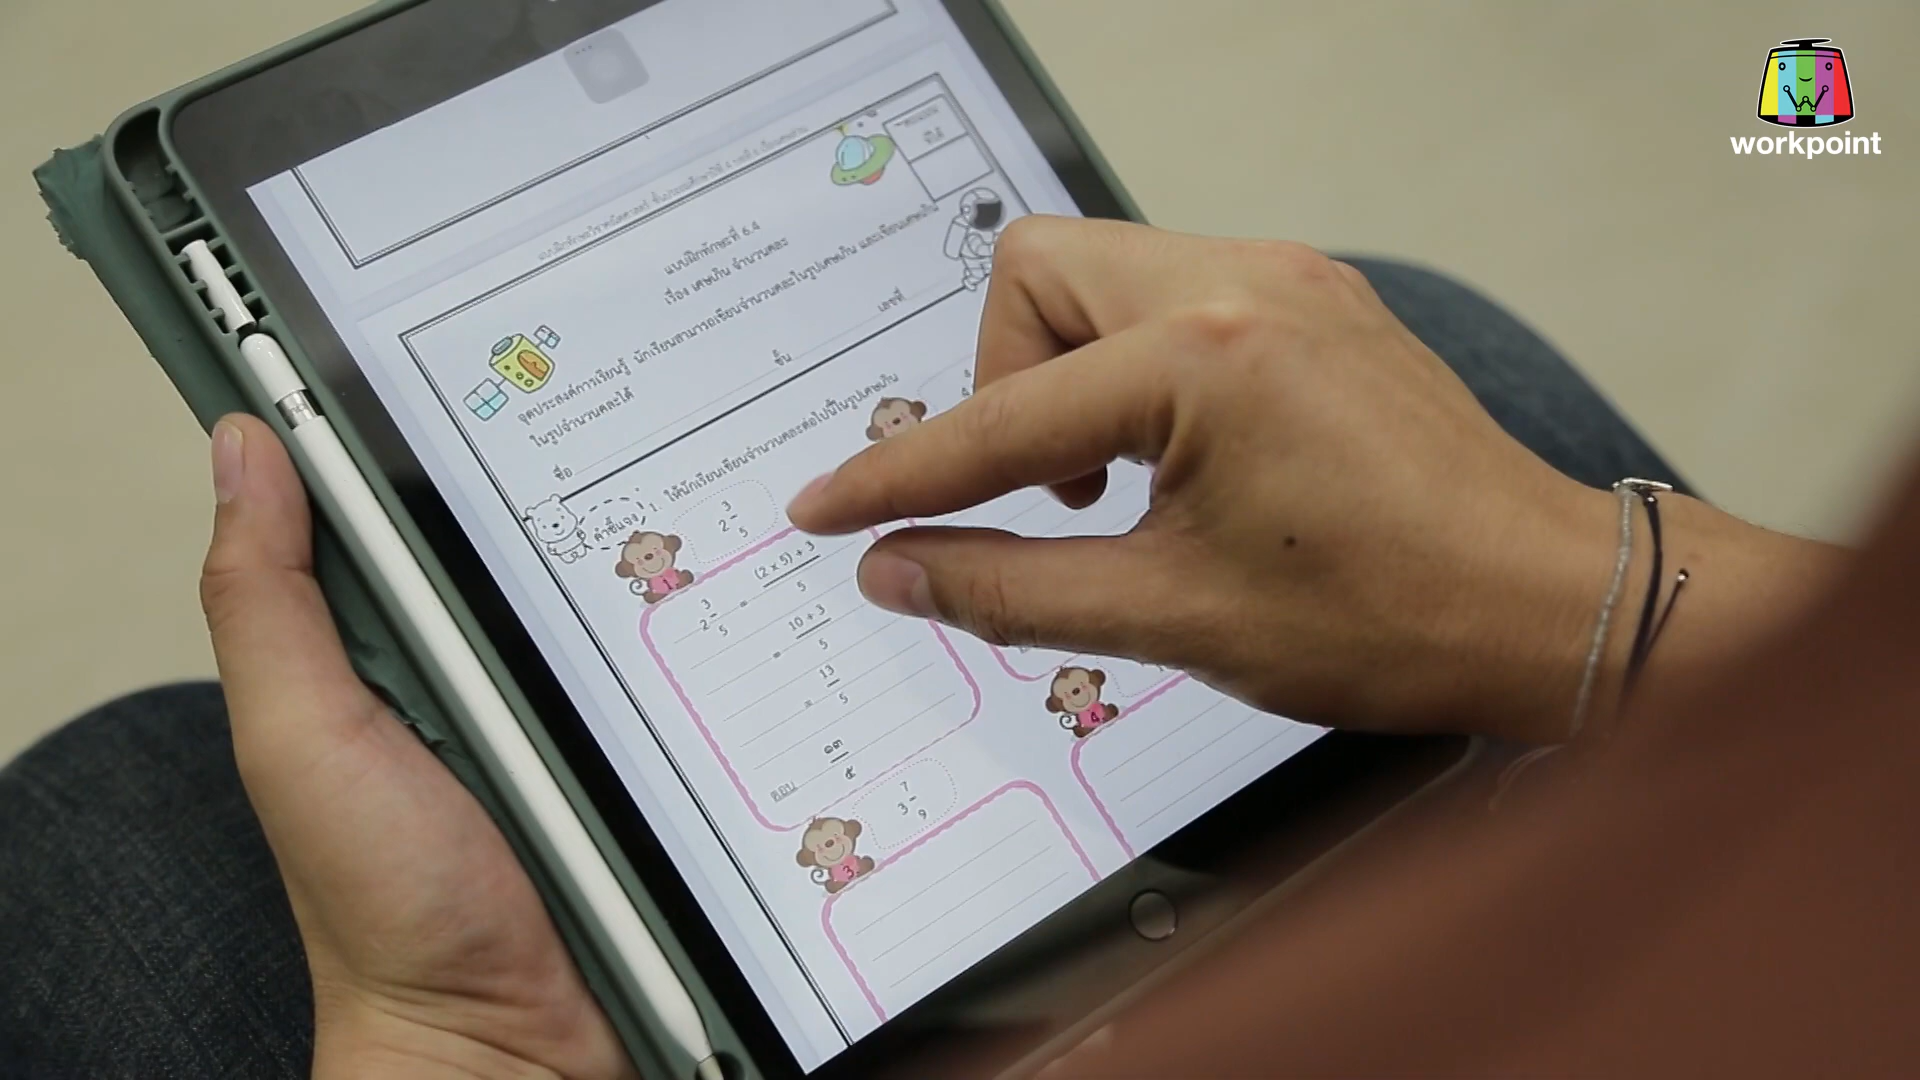 workpoint
ที่ได้
แบบฝึกทักษะที่ 6.4
เรื่อง เศษเกิน จำนวนคละ
จุดประสงค์การเรียนรู้ นักเรียนสามารถเขียนจำนวนคละในรูปเศษเกิน และเขียนเศษเกิน
ในรูปจำนวนคละได้
ชื่อ ชั้น เลขที่
คำชี้แจง 1. ให้นักเรียนเขียนจำนวนคละต่อไปนี้ในรูปเศษเกิน
1 2 3/5
2 3/5 = (2 x 5) + 3 / 5
= 10 + 3 / 5
= 13 / 5
ตอบ ๑๓ / ๕
3 3 7/9
4